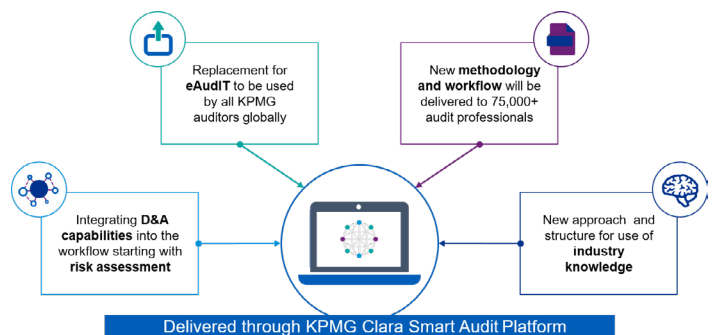 Replacement for
eAudIT to be used
by all KPMG
auditors globally
New methodology
and workflow will be
delivered to 75,000+
audit professionals
Integrating D&A
capabilities into the
workflow starting with
risk assessment
New approach and
structure for use of
industry
knowledge
Delivered through KPMG Clara Smart Audit Platform